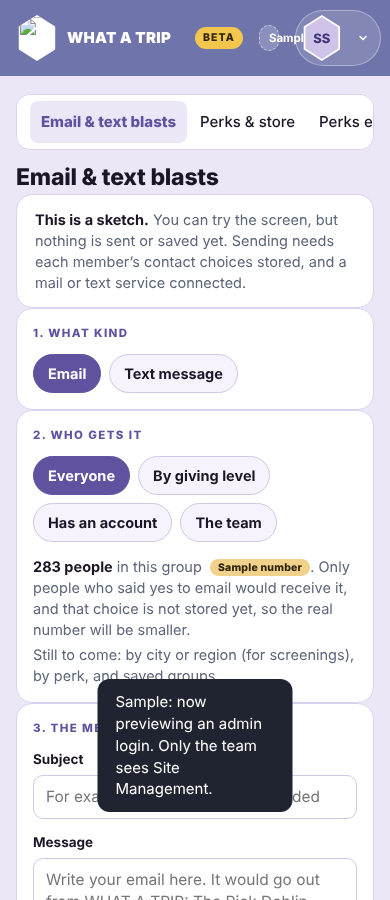 WHAT A TRIP
BETA
Sampl
SS
Email & text blasts
Perks & store
Perks e
Email & text blasts
This is a sketch. You can try the screen, but
nothing is sent or saved yet. Sending needs
each member’s contact choices stored, and a
mail or text service connected.
1. WHAT KIND
Email
Text message
2. WHO GETS IT
Everyone
By giving level
Has an account
The team
283 people in this group Sample number. Only
people who said yes to email would receive it,
and that choice is not stored yet, so the real
number will be smaller.
Still to come: by city or region (for screenings),
by perk, and saved groups.
3. THE ME
Sample: now
previewing an admin
login. Only the team
sees Site
Management.
Subject
For exa
ded
Message
Write your email here. It would go out
from WHAT A TRIP: The Rick Doblin